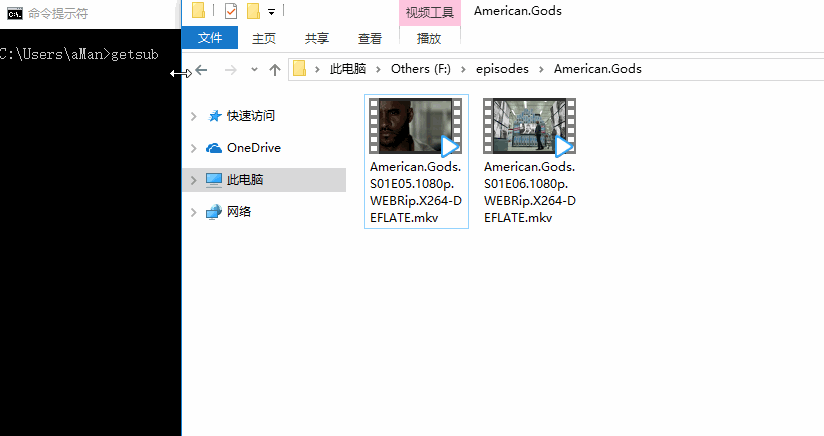 命令提示符
C:\Users\aMan>getsub
视频工具
American.Gods
文件
主页
共享
查看
播放
此电脑
Others (F:)
episodes
American.Gods
快速访问
OneDrive
此电脑
网络
American.Gods.
S01E05.1080p.
WEBRip.X264-D
EFLATE.mkv
American.Gods.
S01E06.1080p.
WEBRip.X264-D
EFLATE.mkv